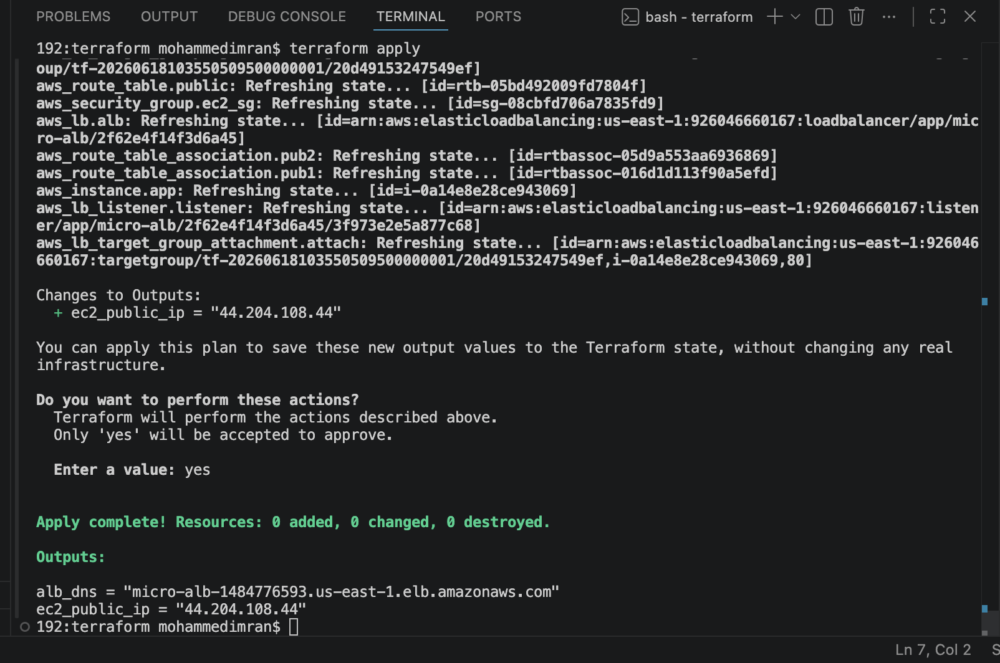 PROBLEMS OUTPUT DEBUG CONSOLE TERMINAL PORTS bash - terraform
192:terraform mohammedimran$ terraform apply
oup/tf-20260618103550509500000001/20d49153247549ef]
aws_route_table.public: Refreshing state... [id=rtb-05bd492009fd7804f]
aws_security_group.ec2_sg: Refreshing state... [id=sg-08cbfd706a7835fd9]
aws_lb.alb: Refreshing state... [id=arn:aws:elasticloadbalancing:us-east-1:926046660167:loadbalancer/app/mic
ro-alb/2f62e4f14f3d6a45]
aws_route_table_association.pub2: Refreshing state... [id=rtbassoc-05d9a553aa6936869]
aws_route_table_association.pub1: Refreshing state... [id=rtbassoc-016d1d113f90a5efd]
aws_instance.app: Refreshing state... [id=i-0a14e8e28ce943069]
aws_lb_listener.listener: Refreshing state... [id=arn:aws:elasticloadbalancing:us-east-1:926046660167:listen
er/app/micro-alb/2f62e4f14f3d6a45/3f973e2e5a877c68]
aws_lb_target_group_attachment.attach: Refreshing state... [id=arn:aws:elasticloadbalancing:us-east-1:926046
660167:targetgroup/tf-20260618103550509500000001/20d49153247549ef,i-0a14e8e28ce943069,80]
Changes to Outputs:
+ ec2_public_ip = "44.204.108.44"
You can apply this plan to save these new output values to the Terraform state, without changing any real
infrastructure.
Do you want to perform these actions?
Terraform will perform the actions described above.
Only 'yes' will be accepted to approve.
Enter a value: yes
Apply complete! Resources: 0 added, 0 changed, 0 destroyed.
Outputs:
alb_dns = "micro-alb-1484776593.us-east-1.elb.amazonaws.com"
ec2_public_ip = "44.204.108.44"
192:terraform mohammedimran$
Ln 7, Col 2